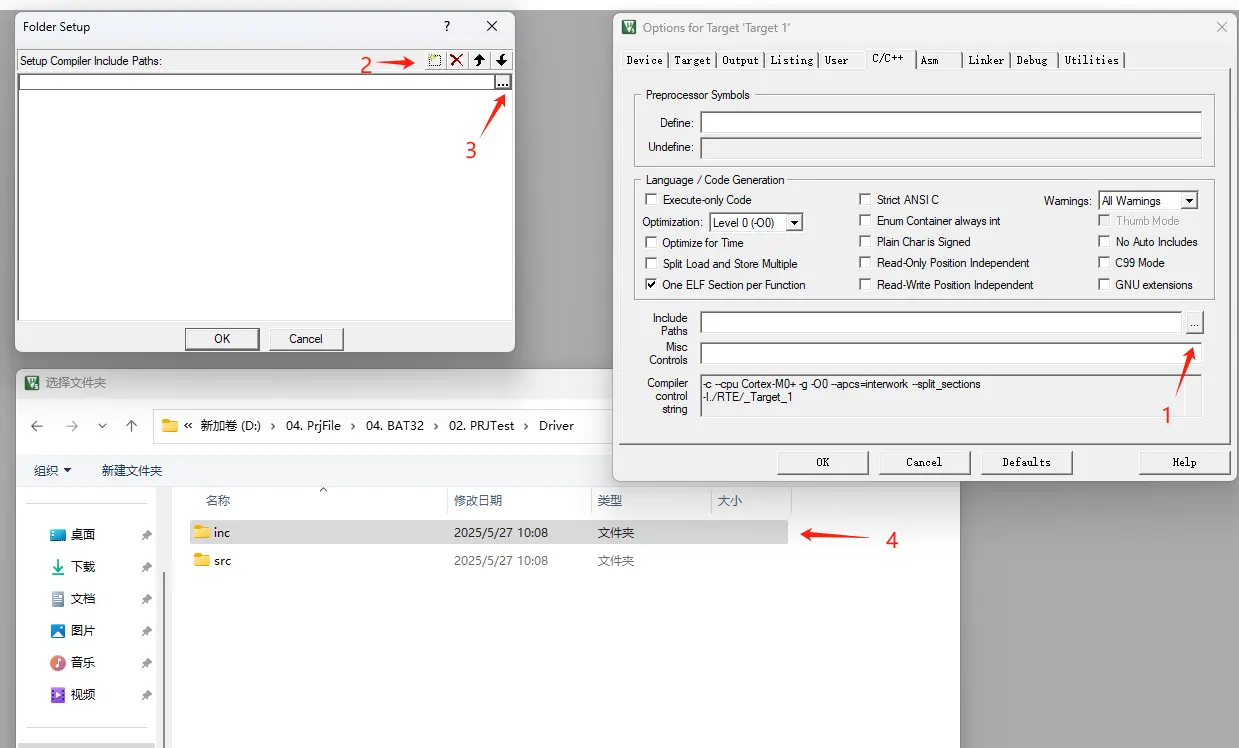 Folder Setup
?
Setup Compiler Include Paths:
2
...
3
OK
Cancel
Options for Target 'Target 1'
Device
Target
Output
Listing
User
C/C++
Asm
Linker
Debug
Utilities
Preprocessor Symbols
Define:
Undefine:
Language / Code Generation
Execute-only Code
Strict ANSI C
Warnings:
All Warnings
Optimization:
Level 0 (-O0)
Enum Container always int
Thumb Mode
Optimize for Time
Plain Char is Signed
No Auto Includes
Split Load and Store Multiple
Read-Only Position Independent
C99 Mode
One ELF Section per Function
Read-Write Position Independent
GNU extensions
Include
Paths
...
Misc
Controls
Compiler
control
string
-c --cpu Cortex-M0+ -g -O0 --apcs=interwork --split_sections
-I./RTE/_Target_1
1
OK
Cancel
Defaults
Help
选择文件夹
« 新加卷 (D:) > 04. PrjFile > 04. BAT32 > 02. PRJTest > Driver
组织
新建文件夹
名称
修改日期
类型
大小
inc
2025/5/27 10:08
文件夹
4
src
2025/5/27 10:08
文件夹
桌面
下载
文档
图片
音乐
视频